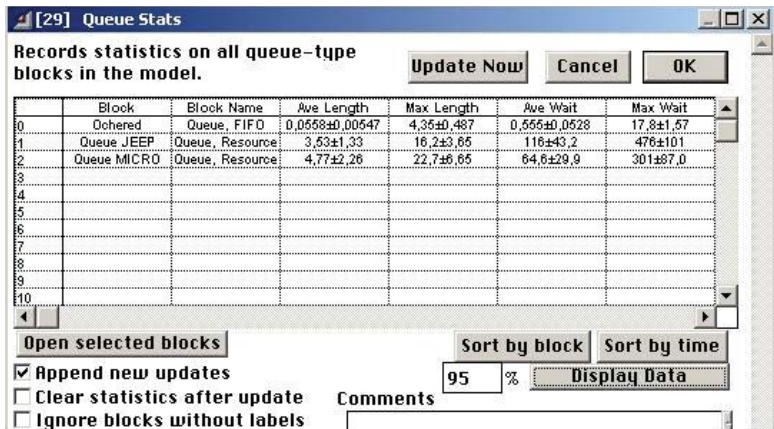 [29] Queue Stats
Records statistics on all queue-type
blocks in the model.
Update Now Cancel OK
Block Block Name Ave Length Max Length Ave Wait Max Wait
0 Ochered Queue, FIFO 0,0558±0,00547 4,35±0,487 0,555±0,0528 17,8±1,57
1 Queue JEEP Queue, Resource 3,53±1,33 16,2±3,65 116±43,2 476±101
2 Queue MICRO Queue, Resource 4,77±2,26 22,7±6,65 64,6±29,9 301±87,0
3
4
5
6
7
8
9
10
Open selected blocks Sort by block Sort by time
Append new updates 95 % Display Data
Clear statistics after update Comments
Ignore blocks without labels